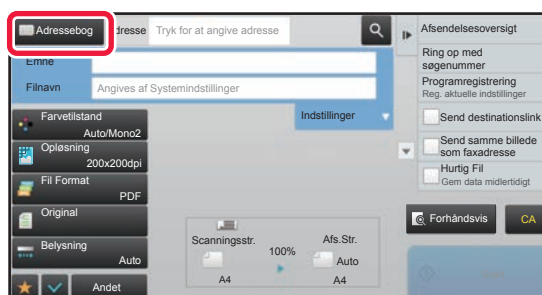 Adressebog
dresse
Tryk for at angive adresse
Emne
Filnavn
Angives af Systemindstillinger
Indstillinger
Farvetilstand
Auto/Mono2
Opløsning
200x200dpi
Fil Format
PDF
Original
Belysning
Auto
Andet
Scanningsstr.
A4
100%
Afs.Str.
Auto
A4
Afsendelsesoversigt
Ring op med
søgenummer
Programregistrering
Reg. aktuelle indstillinger
Send destinationslink
Send samme billede
som faxadresse
Hurtig Fil
Gem data midlertidigt
Forhåndsvis
CA